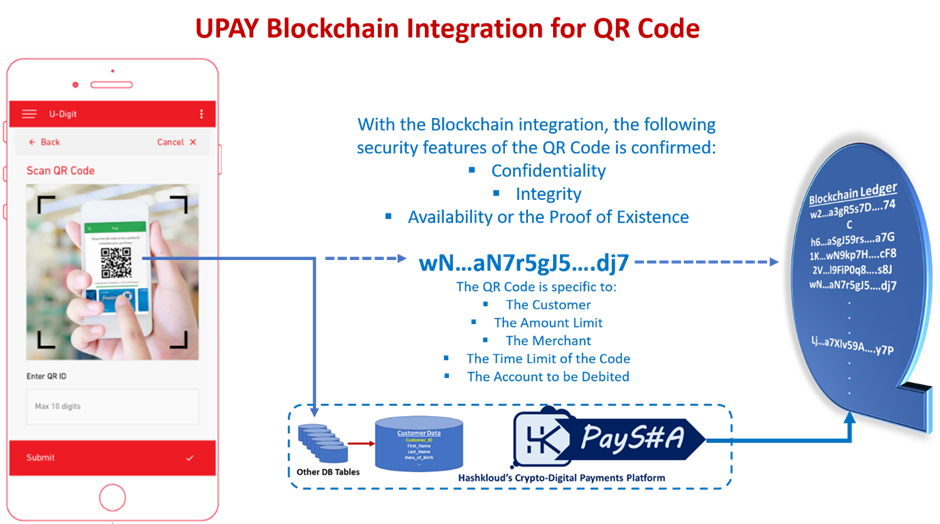 UPAY Blockchain Integration for QR Code
U-Digit
Back
Cancel
Scan QR Code
Pay
Enter QR ID
Max 10 digits
Submit
With the Blockchain integration, the following
security features of the QR Code is confirmed:
Confidentiality
Integrity
Availability or the Proof of Existence
wN...aN7r5gJ5....dj7
The QR Code is specific to:
The Customer
The Amount Limit
The Merchant
The Time Limit of the Code
The Account to be Debited
Other DB Tables
Customer Data
Customer_ID
First_Name
Last_Name
Date_of_Birth
...
HK
PayS#A
Hashkloud's Crypto-Digital Payments Platform
Blockchain Ledger
w2...a3gR5s7D....74
C
h6...aSgJ59rs....a7G
1K...wN9kp7H....cF8
2V...l9FiP0q8....s8J
wN...aN7r5gJ5....dj7
.
.
.
Lj...a7Xlv59A....y7P
.
.
.